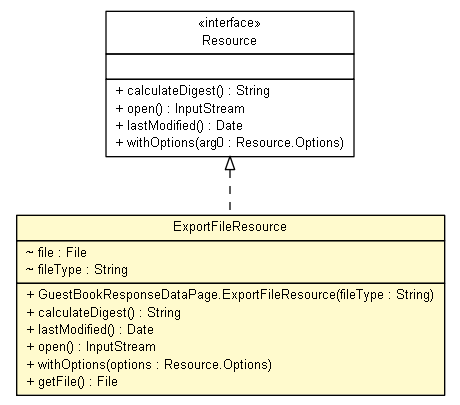 «interface»
Resource
+ calculateDigest() : String
+ open() : InputStream
+ lastModified() : Date
+ withOptions(arg0 : Resource.Options)
ExportFileResource
~ file : File
~ fileType : String
+ GuestBookResponseDataPage.ExportFileResource(fileType : String)
+ calculateDigest() : String
+ lastModified() : Date
+ open() : InputStream
+ withOptions(options : Resource.Options)
+ getFile() : File